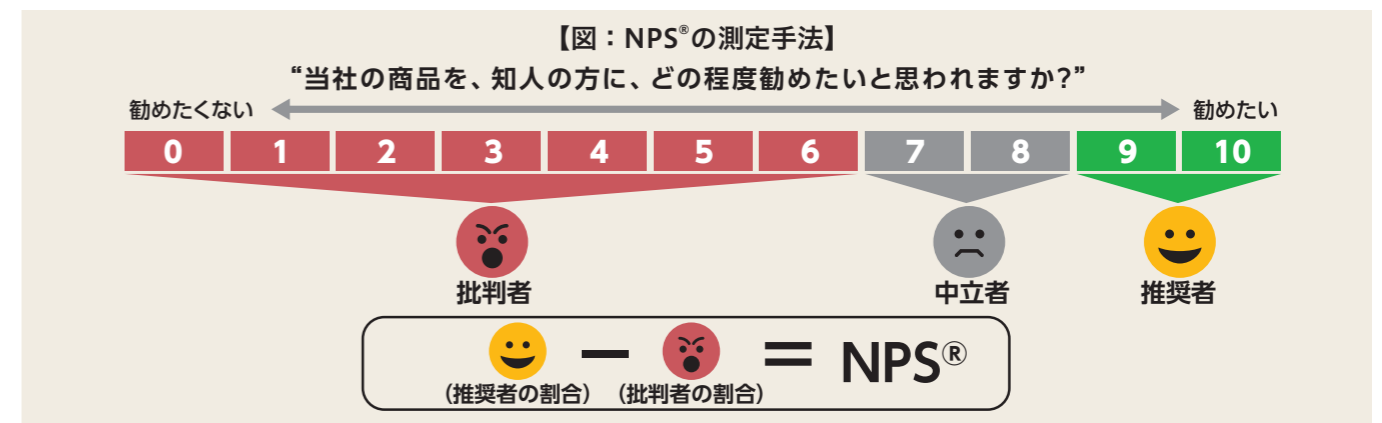 【図：NPS®の測定手法】
“当社の商品を、知人の方に、どの程度勧めたいと思われますか？”
勧めたくない 勧めたい
0 1 2 3 4 5 6 7 8 9 10
批判者 中立者 推奨者
− = NPS®
（推奨者の割合） （批判者の割合）